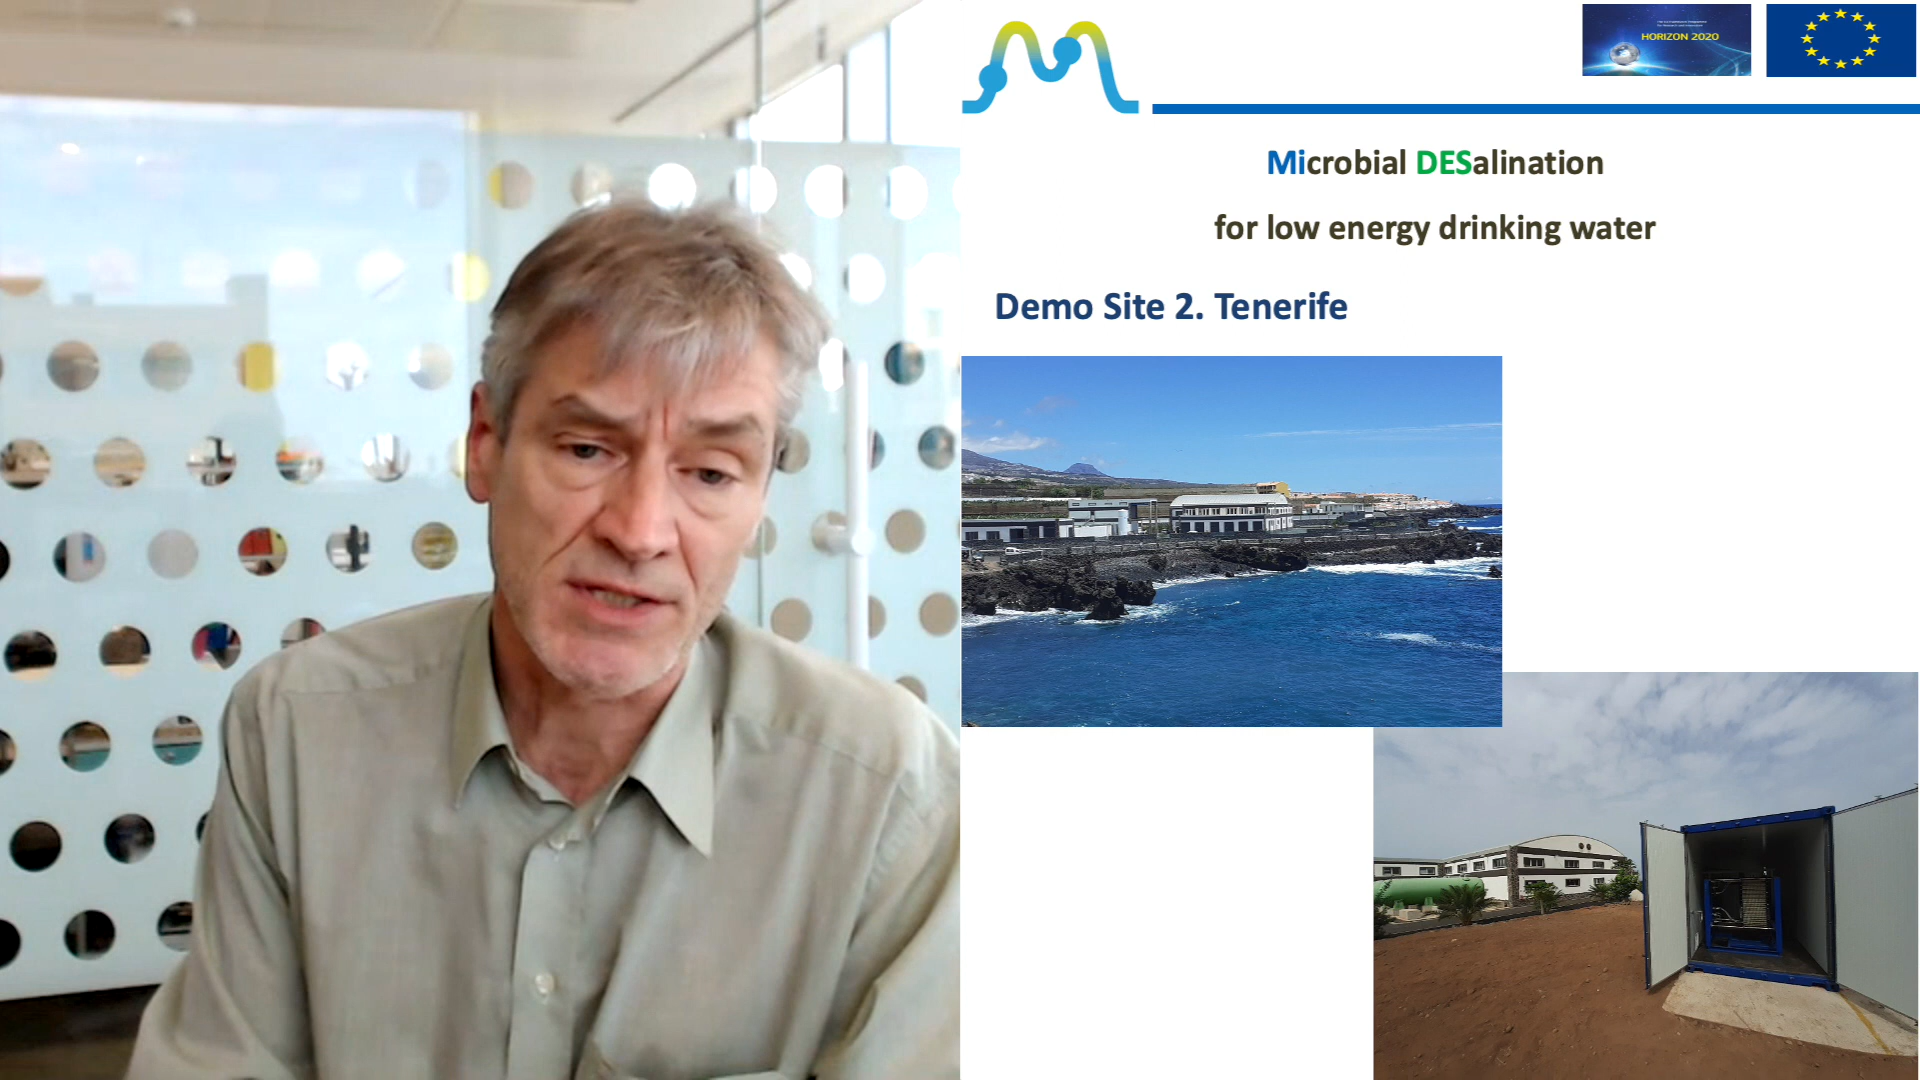 HORIZON 2020
Microbial DESalination
for low energy drinking water
Demo Site 2. Tenerife